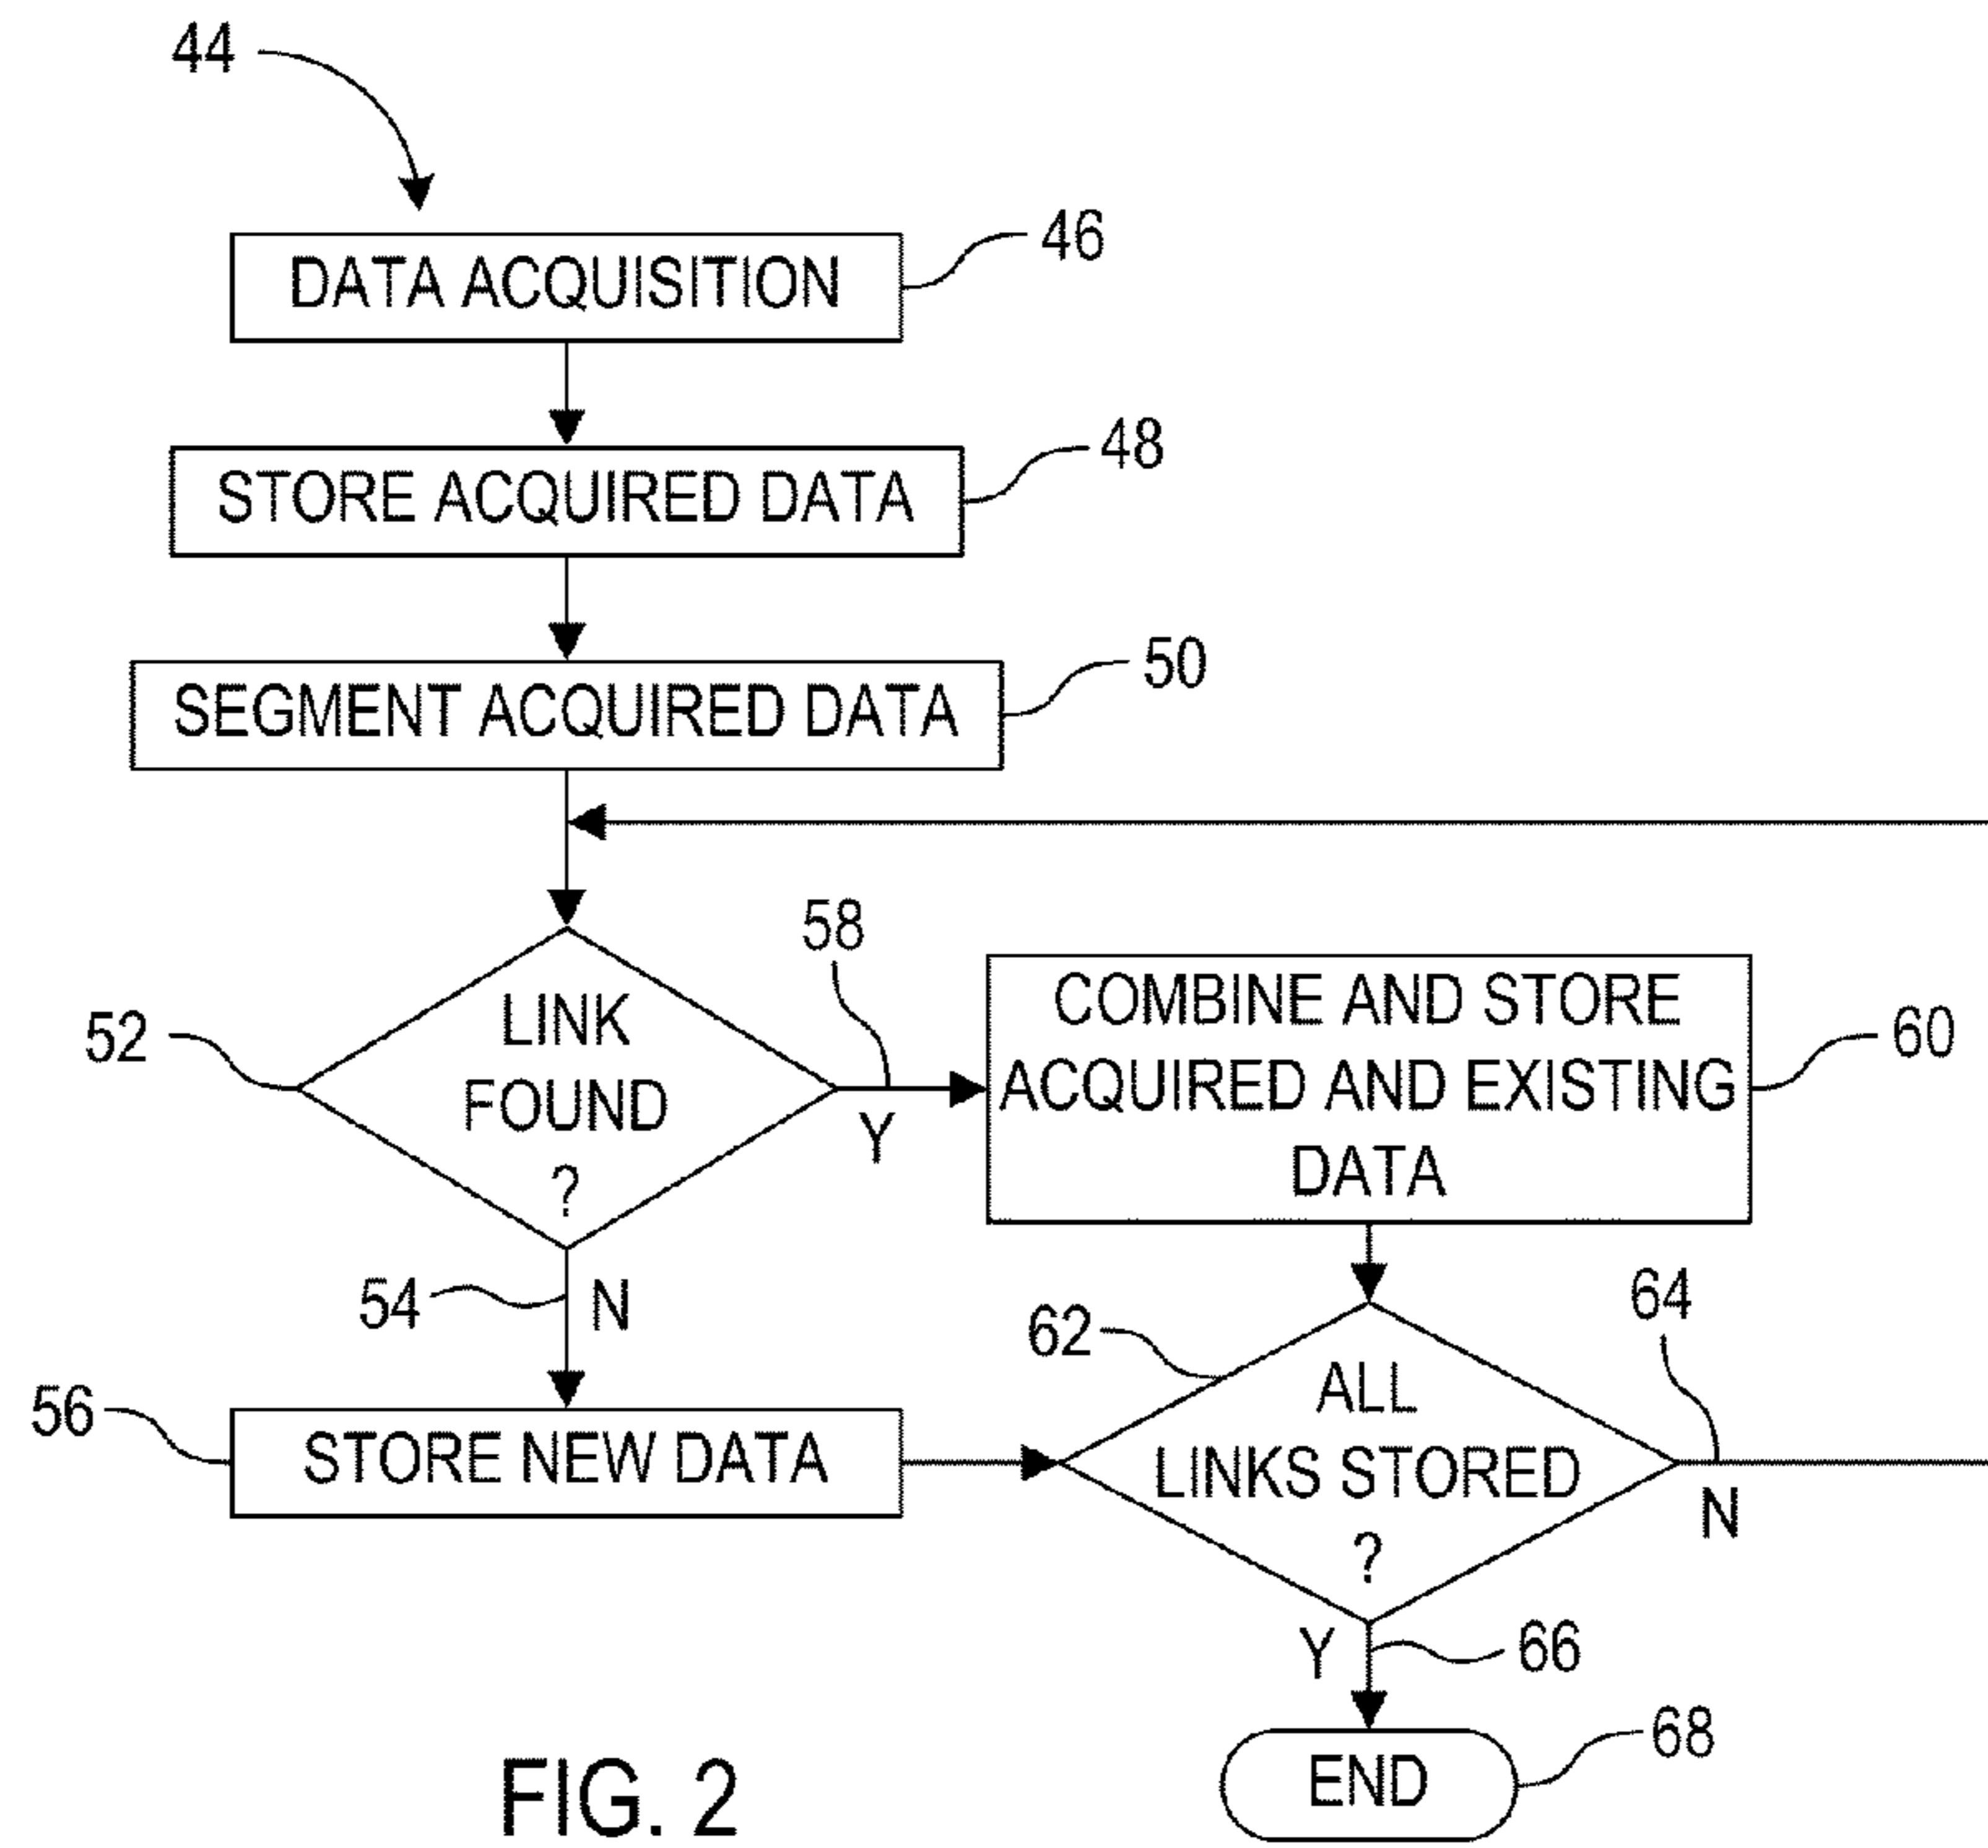 44
DATA ACQUISITION
46
STORE ACQUIRED DATA
48
SEGMENT ACQUIRED DATA
50
52
LINK
FOUND
?
58
Y
COMBINE AND STORE
ACQUIRED AND EXISTING
DATA
60
54
N
56
STORE NEW DATA
62
ALL
LINKS STORED
?
64
N
Y
66
END
68
FIG. 2